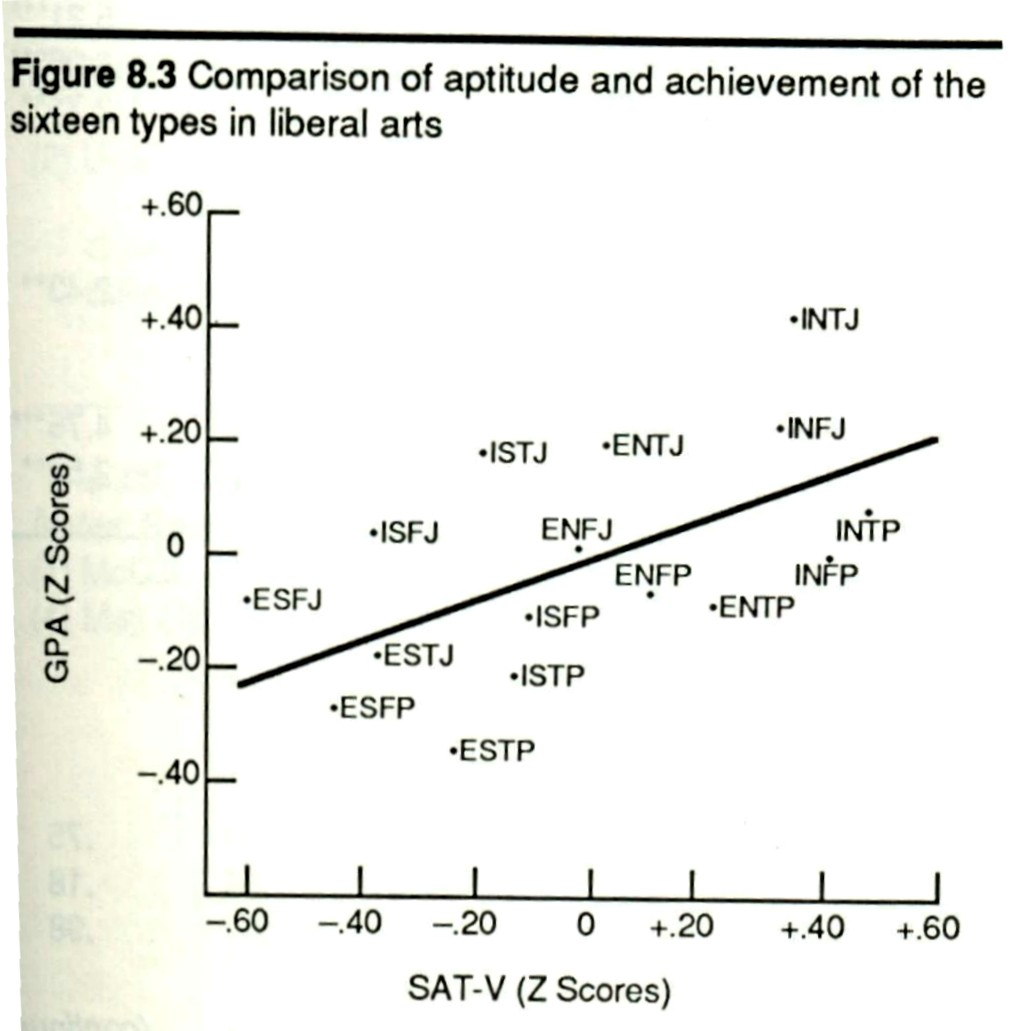 Figure 8.3 Comparison of aptitude and achievement of the
sixteen types in liberal arts
+.60
+.40
+.20
0
–.20
–.40
GPA (Z Scores)
•INTJ
•INFJ
•ISTJ
•ENTJ
•ISFJ
ENFJ
INTP
ENFP
INFP
•ESFJ
•ISFP
•ENTP
•ESTJ
•ISTP
•ESFP
•ESTP
–.60 –.40 –.20 0 +.20 +.40 +.60
SAT-V (Z Scores)